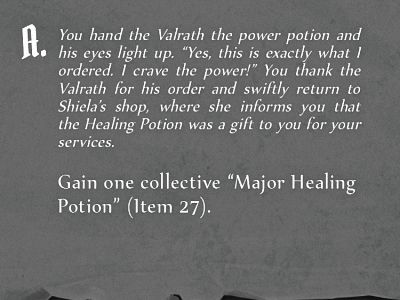 A. You hand the Valrath the power potion and
his eyes light up. “Yes, this is exactly what I
ordered. I crave the power!” You thank the
Valrath for his order and swiftly return to
Shiela’s shop, where she informs you that
the Healing Potion was a gift to you for your
services.
Gain one collective “Major Healing
Potion” (Item 27).